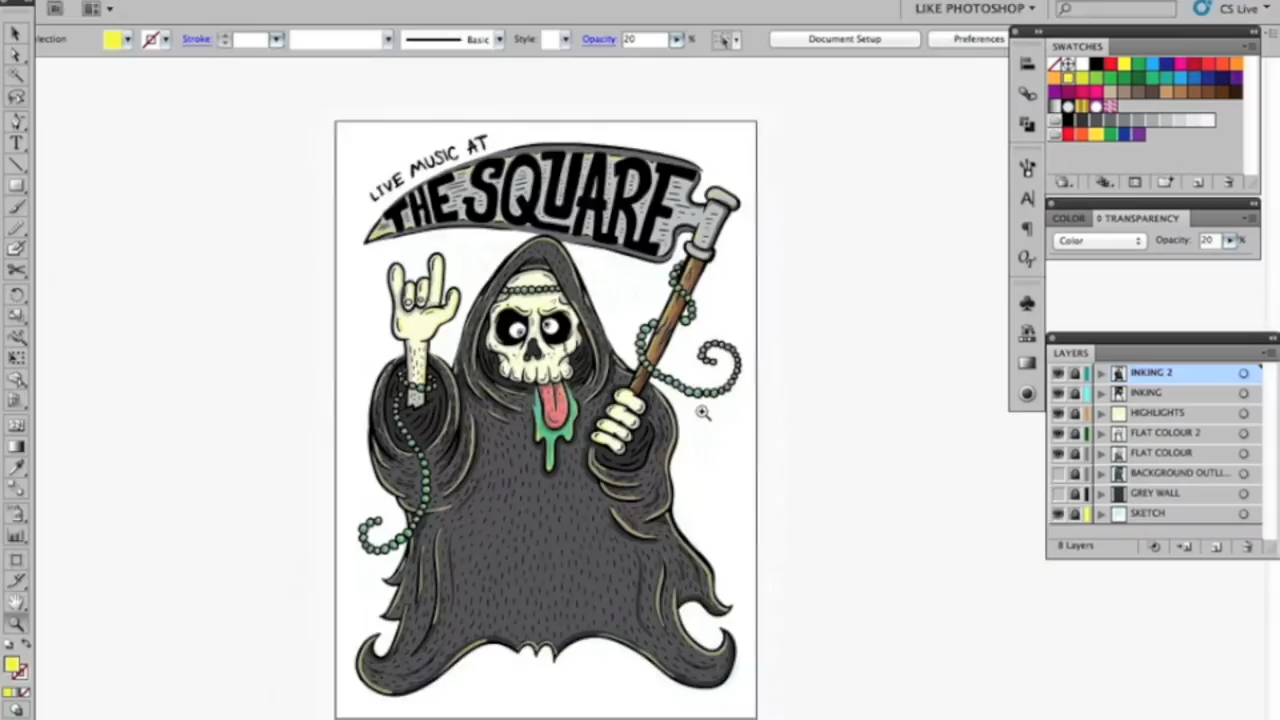 LIKE PHOTOSHOP
CS Live
Stroke:
Basic
Style:
Opacity: 20 %
Document Setup
Preferences
SWATCHES
COLOR
TRANSPARENCY
Color
Opacity: 20 %
LAYERS
INKING 2
INKING
HIGHLIGHTS
FLAT COLOUR 2
FLAT COLOUR
BACKGROUND OUTLI...
GREY WALL
SKETCH
8 Layers
LIVE MUSIC AT
THE SQUARE